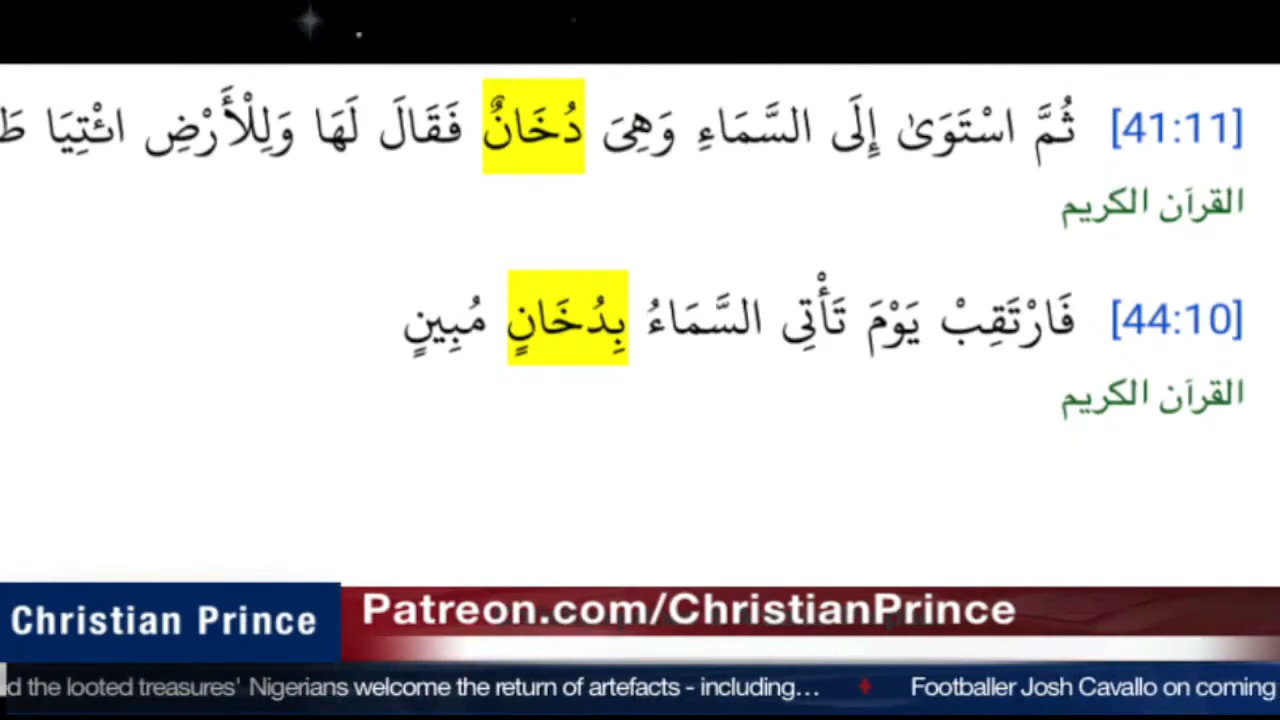 [41:11] ثُمَّ اسْتَوَىٰ إِلَى السَّمَاءِ وَهِىَ دُخَانٌ فَقَالَ لَهَا وَلِلْأَرْضِ ائْتِيَا
القرآن الكريم
[44:10] فَارْتَقِبْ يَوْمَ تَأْتِى السَّمَاءُ بِدُخَانٍ مُبِينٍ
القرآن الكريم
Christian Prince
Patreon.com/ChristianPrince
d the looted treasures' Nigerians welcome the return of artefacts - including... Footballer Josh Cavallo on coming